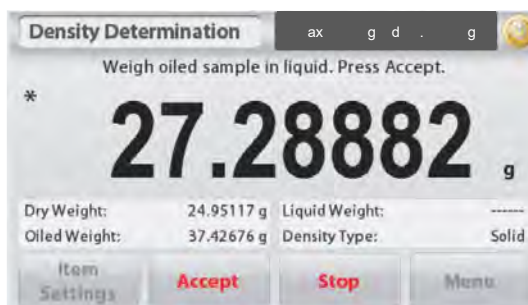 Density Determination
Weigh oiled sample in liquid. Press Accept.
*
27.28882 g
Dry Weight: 24.95117 g Liquid Weight: ------
Oiled Weight: 37.42676 g Density Type: Solid
Item Settings Accept Stop Menu